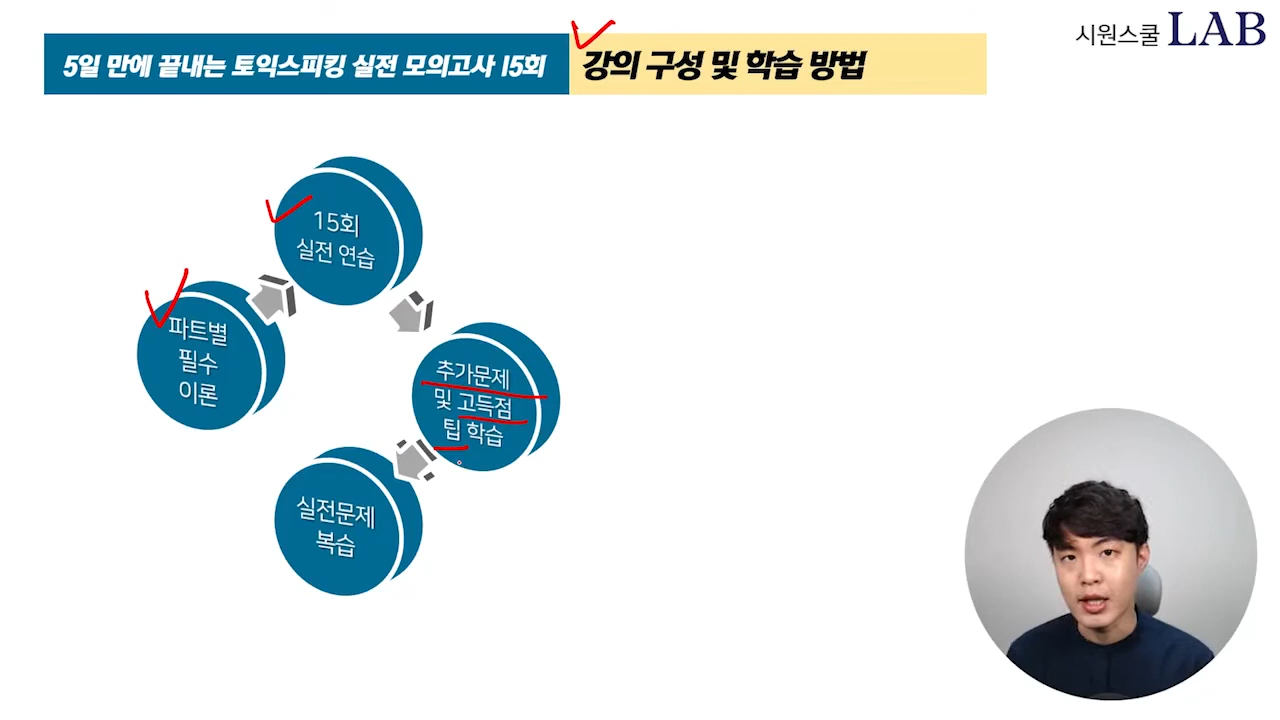 시원스쿨 LAB
5일 만에 끝내는 토익스피킹 실전 모의고사 15회
강의 구성 및 학습 방법
15회
실전 연습
파트별
필수
이론
추가문제
및 고득점
팁 학습
실전문제
복습